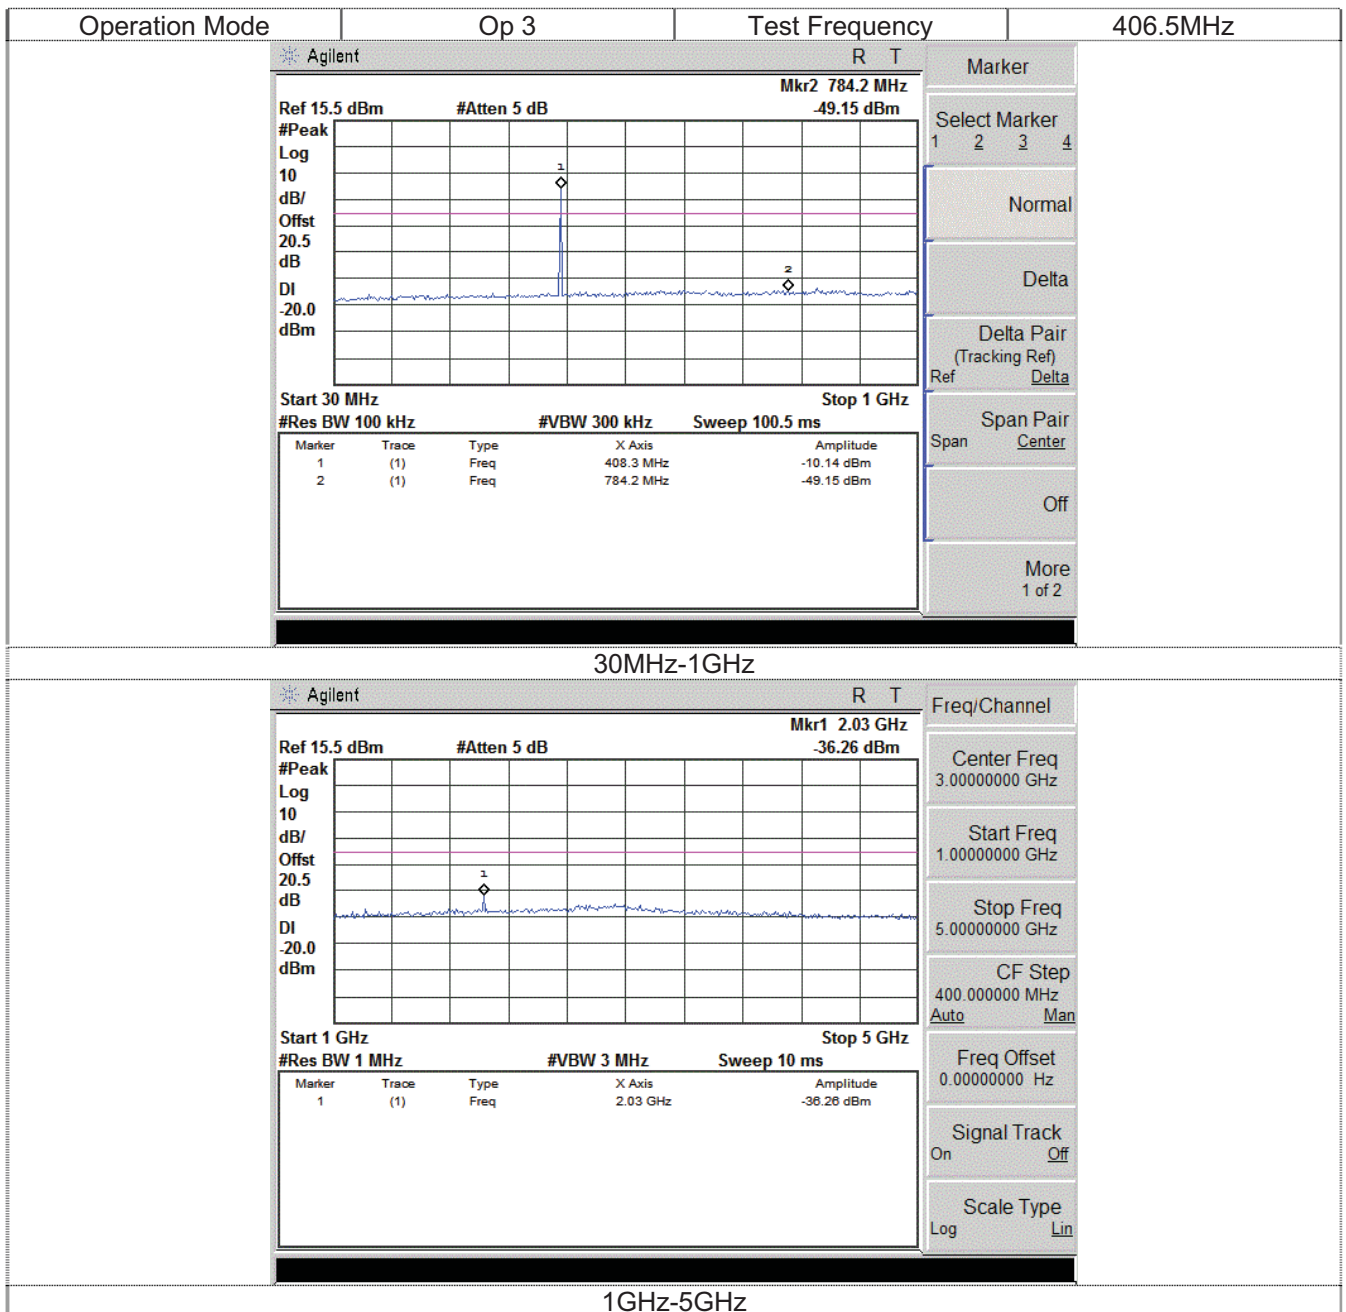 Operation Mode Op 3 Test Frequency 406.5MHz
Agilent R T
Marker
Mkr2 784.2 MHz
Ref 15.5 dBm #Atten 5 dB -49.15 dBm
#Peak
Log
10
dB/
Offst
20.5
dB
DI
-20.0
dBm
1
2
Start 30 MHz Stop 1 GHz
#Res BW 100 kHz #VBW 300 kHz Sweep 100.5 ms
Marker Trace Type X Axis Amplitude
1 (1) Freq 408.3 MHz -10.14 dBm
2 (1) Freq 784.2 MHz -49.15 dBm
Select Marker
1 2 3 4
Normal
Delta
Delta Pair
(Tracking Ref)
Ref Delta
Span Pair
Span Center
Off
More
1 of 2
30MHz-1GHz
Agilent R T
Freq/Channel
Mkr1 2.03 GHz
Ref 15.5 dBm #Atten 5 dB -36.26 dBm
#Peak
Log
10
dB/
Offst
20.5
dB
DI
-20.0
dBm
1
Start 1 GHz Stop 5 GHz
#Res BW 1 MHz #VBW 3 MHz Sweep 10 ms
Marker Trace Type X Axis Amplitude
1 (1) Freq 2.03 GHz -36.26 dBm
Center Freq
3.00000000 GHz
Start Freq
1.00000000 GHz
Stop Freq
5.00000000 GHz
CF Step
400.000000 MHz
Auto Man
Freq Offset
0.00000000 Hz
Signal Track
On Off
Scale Type
Log Lin
1GHz-5GHz